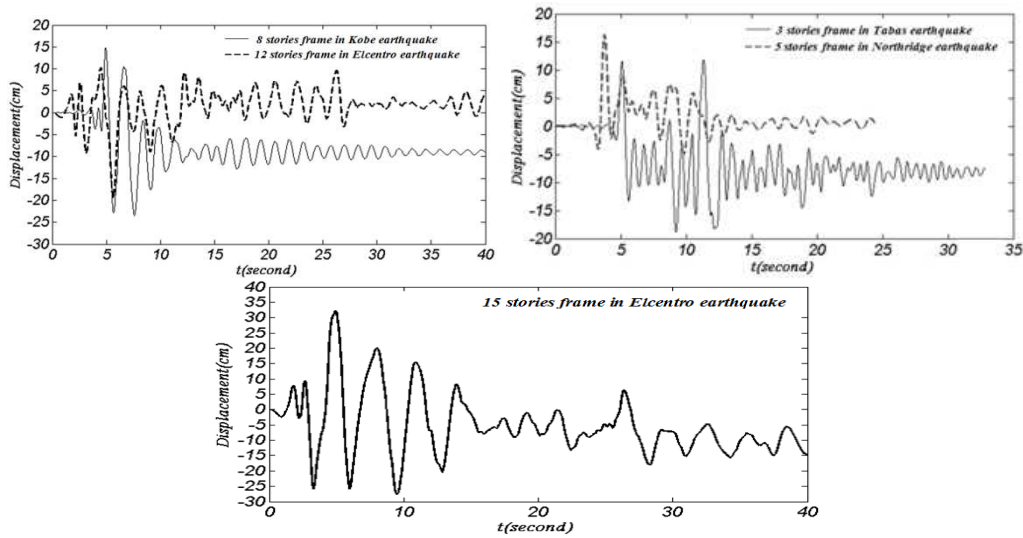 8 stories frame in Kobe earthquake
12 stories frame in Elcentro earthquake
20
15
10
5
0
-5
-10
-15
-20
-25
-30
Displacement(cm)
0 5 10 15 20 25 30 35 40
t(second)
3 stories frame in Tabas earthquake
5 stories frame in Northridge earthquake
20
15
10
5
0
-5
-10
-15
-20
Displacement(cm)
0 5 10 15 20 25 30 35
t(second)
15 stories frame in Elcentro earthquake
40
35
30
25
20
15
10
5
0
-5
-10
-15
-20
-25
-30
Displacement(cm)
0 10 20 30 40
t(second)